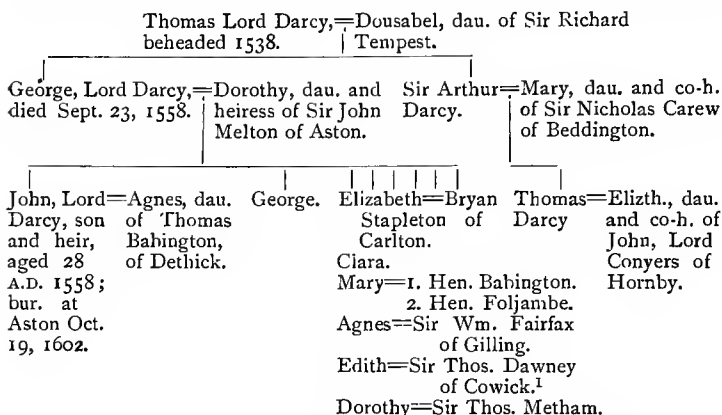 Thomas Lord Darcy,=Dousabel, dau. of Sir Richard
beheaded 1538. Tempest.
George, Lord Darcy,=Dorothy, dau. and
died Sept. 23, 1558. heiress of Sir John
Melton of Aston.
Sir Arthur=Mary, dau. and co-h.
Darcy. of Sir Nicholas Carew
of Beddington.
John, Lord=Agnes, dau.
Darcy, son of Thomas
and heir, Babington,
aged 28 of Dethick.
A.D. 1558;
bur. at
Aston Oct.
19, 1602.
George.
Elizabeth=Bryan
Stapleton of
Carlton.
Clara.
Mary=1. Hen. Babington.
2. Hen. Foljambe.
Agnes=Sir Wm. Fairfax
of Gilling.
Edith=Sir Thos. Dawney
of Cowick.¹
Dorothy=Sir Thos. Metham.
Thomas=Elizth., dau.
Darcy and co-h. of
John, Lord
Conyers of
Hornby.